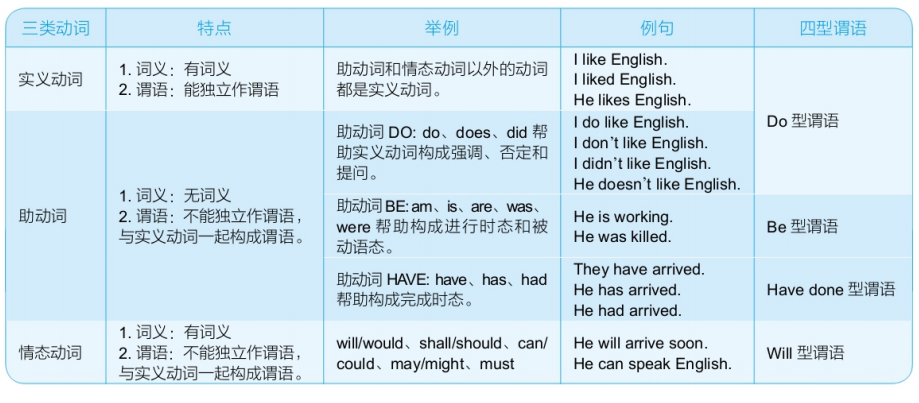 三类动词
特点
举例
例句
四型谓语
实义动词
1. 词义：有词义
2. 谓语：能独立作谓语
助动词和情态动词以外的动词
都是实义动词。
I like English.
I liked English.
He likes English.
Do 型谓语
助动词
1. 词义：无词义
2. 谓语：不能独立作谓语，
与实义动词一起构成谓语。
助动词 DO: do、does、did 帮
助实义动词构成强调、否定和
提问。
I do like English.
I don't like English.
I didn't like English.
He doesn't like English.
助动词 BE: am、is、are、was、
were 帮助构成进行时态和被
动语态。
He is working.
He was killed.
Be 型谓语
助动词 HAVE: have、has、had
帮助构成完成时态。
They have arrived.
He has arrived.
He had arrived.
Have done 型谓语
情态动词
1. 词义：有词义
2. 谓语：不能独立作谓语，
与实义动词一起构成谓语。
will/would、shall/should、can/
could、may/might、must
He will arrive soon.
He can speak English.
Will 型谓语